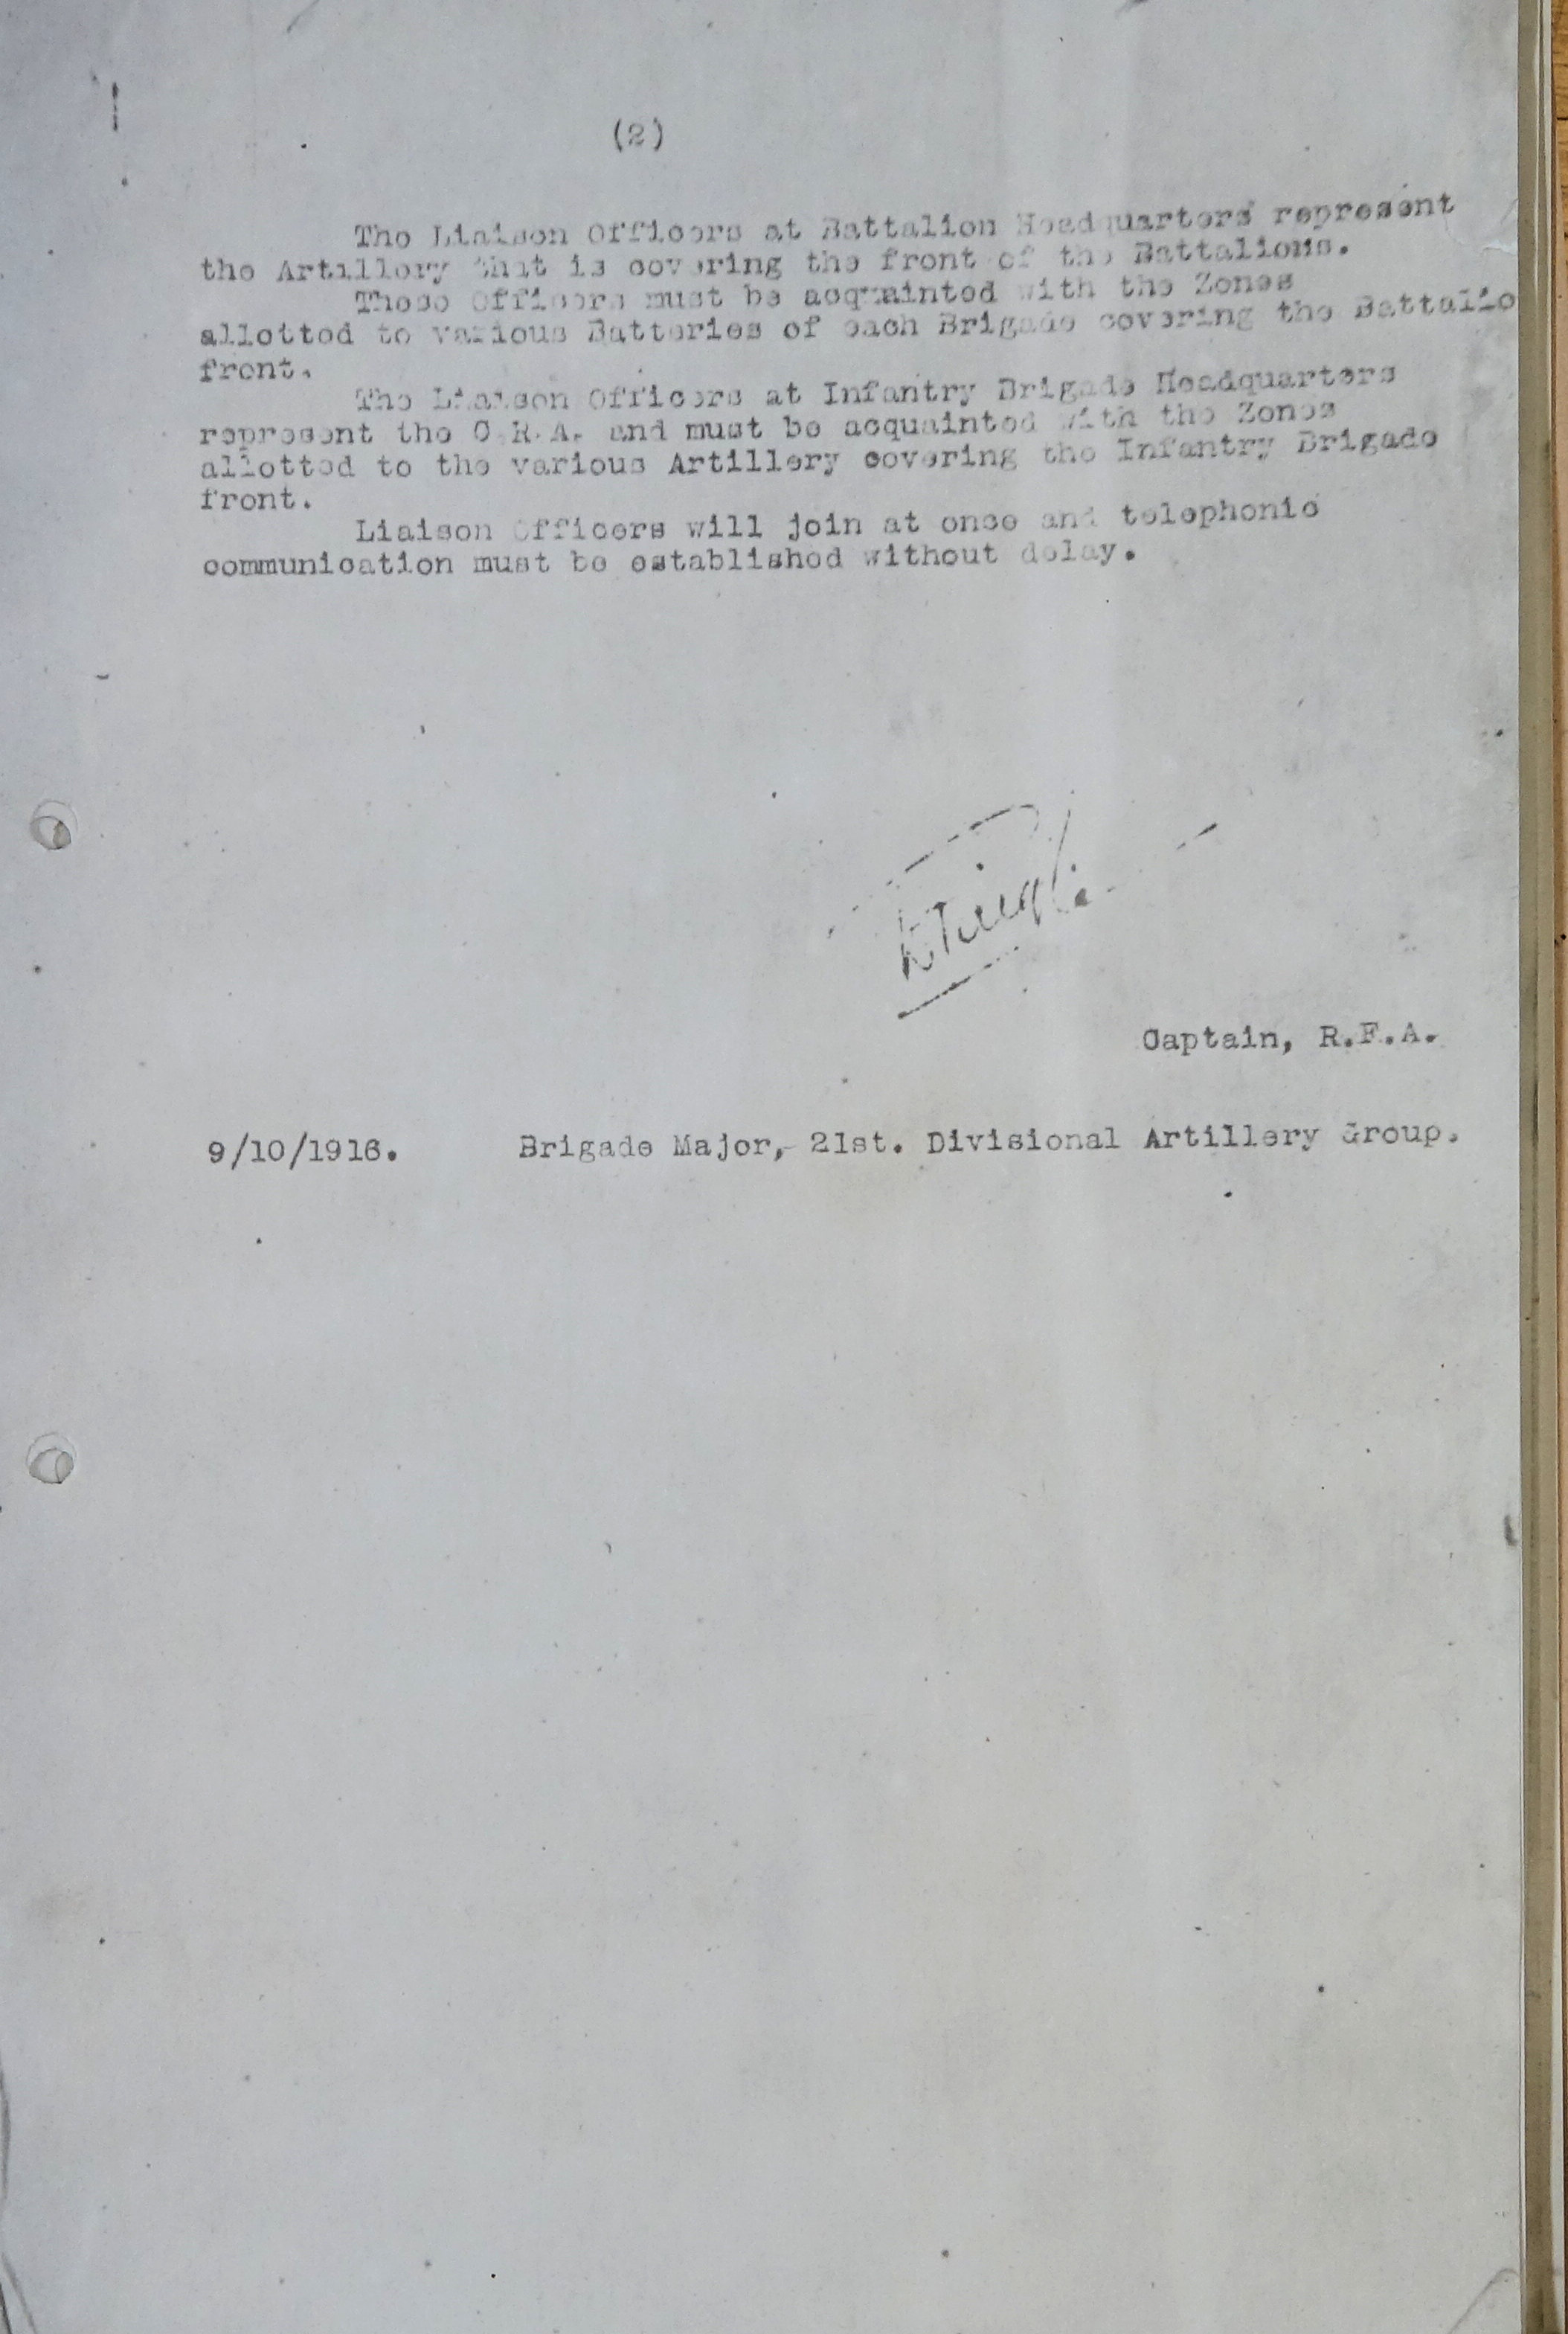 (2)
The Liaison Officers at Battalion Headquarters represent
the Artillery that is covering the front of the Battalions.
These Officers must be acquainted with the Zones
allotted to various Batteries of each Brigade covering the Battalio
front.
The Liaison Officers at Infantry Brigade Headquarters
represent the C.R.A. and must be acquainted with the Zones
allotted to the various Artillery covering the Infantry Brigade
front.
Liaison Officers will join at once and telephonic
communication must be established without delay.
Captain, R.F.A.
9/10/1916. Brigade Major, 21st. Divisional Artillery Group.